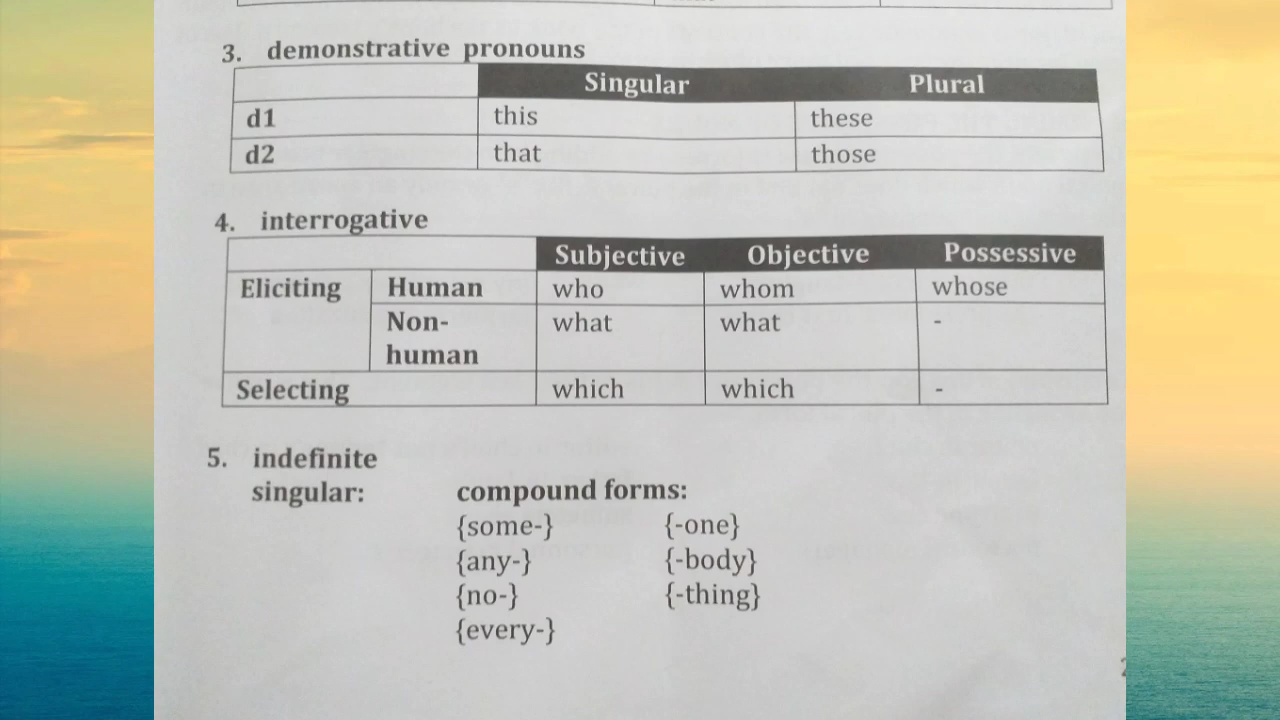 3. demonstrative pronouns
Singular Plural
d1 this these
d2 that those
4. interrogative
Subjective Objective Possessive
Eliciting Human who whom whose
Non- what what -
human
Selecting which which -
5. indefinite
singular: compound forms:
{some-} {-one}
{any-} {-body}
{no-} {-thing}
{every-}